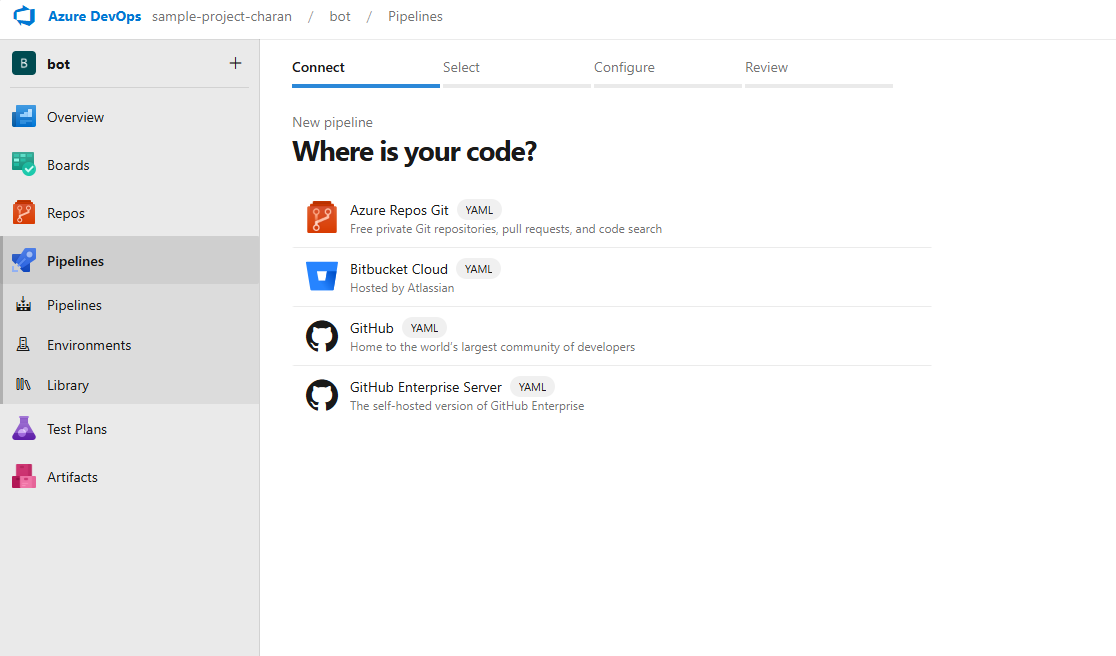 Azure DevOps sample-project-charan / bot / Pipelines
B bot +
Overview
Boards
Repos
Pipelines
Pipelines
Environments
Library
Test Plans
Artifacts
Connect Select Configure Review
New pipeline
Where is your code?
Azure Repos Git YAML
Free private Git repositories, pull requests, and code search
Bitbucket Cloud YAML
Hosted by Atlassian
GitHub YAML
Home to the world's largest community of developers
GitHub Enterprise Server YAML
The self-hosted version of GitHub Enterprise